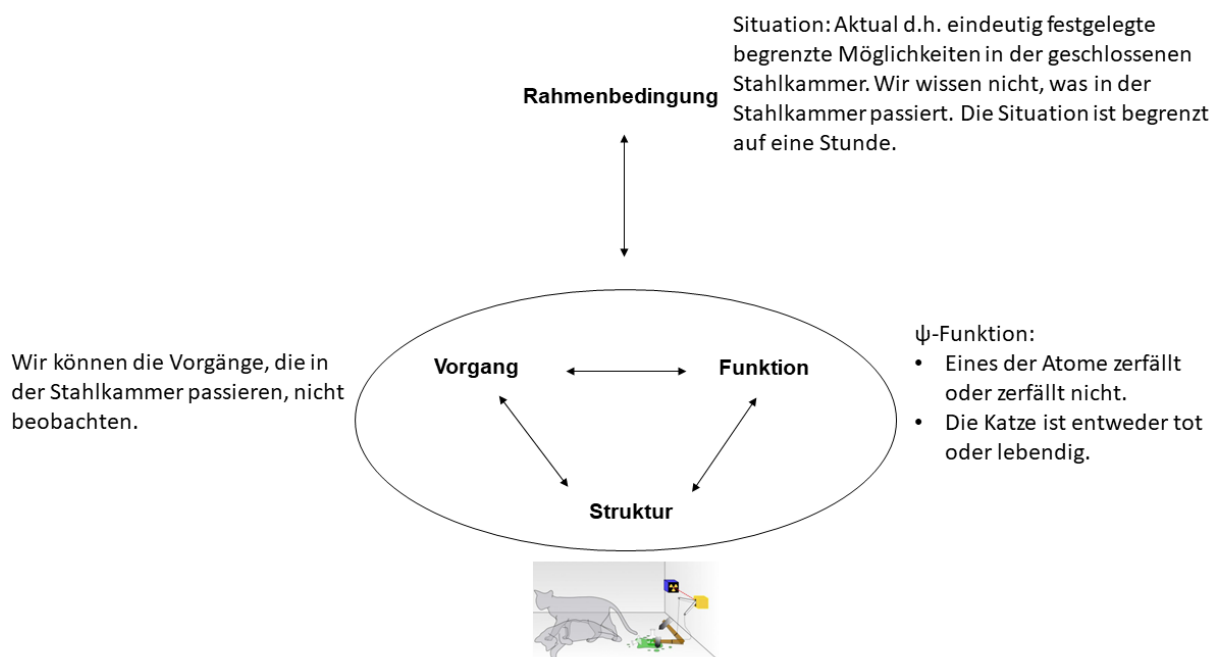 Situation: Aktual d.h. eindeutig festgelegte
begrenzte Möglichkeiten in der geschlossenen
Stahlkammer. Wir wissen nicht, was in der
Stahlkammer passiert. Die Situation ist begrenzt
auf eine Stunde.
Rahmenbedingung
Wir können die Vorgänge, die in
der Stahlkammer passieren, nicht
beobachten.
Vorgang
Funktion
Struktur
ψ-Funktion:
• Eines der Atome zerfällt
oder zerfällt nicht.
• Die Katze ist entweder tot
oder lebendig.